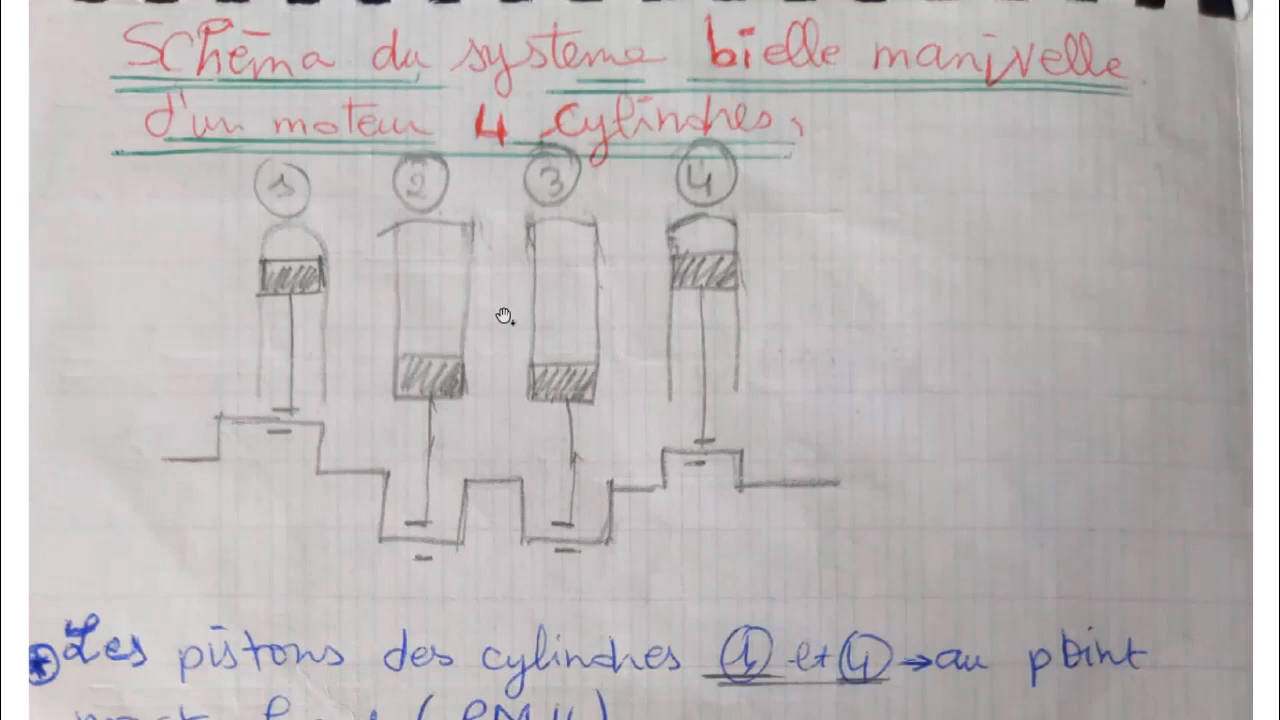 Schéma du système bielle manivelle
d'un moteur 4 cylindres,
1 2 3 4
Les pistons des cylindres 1 et 4 → au point